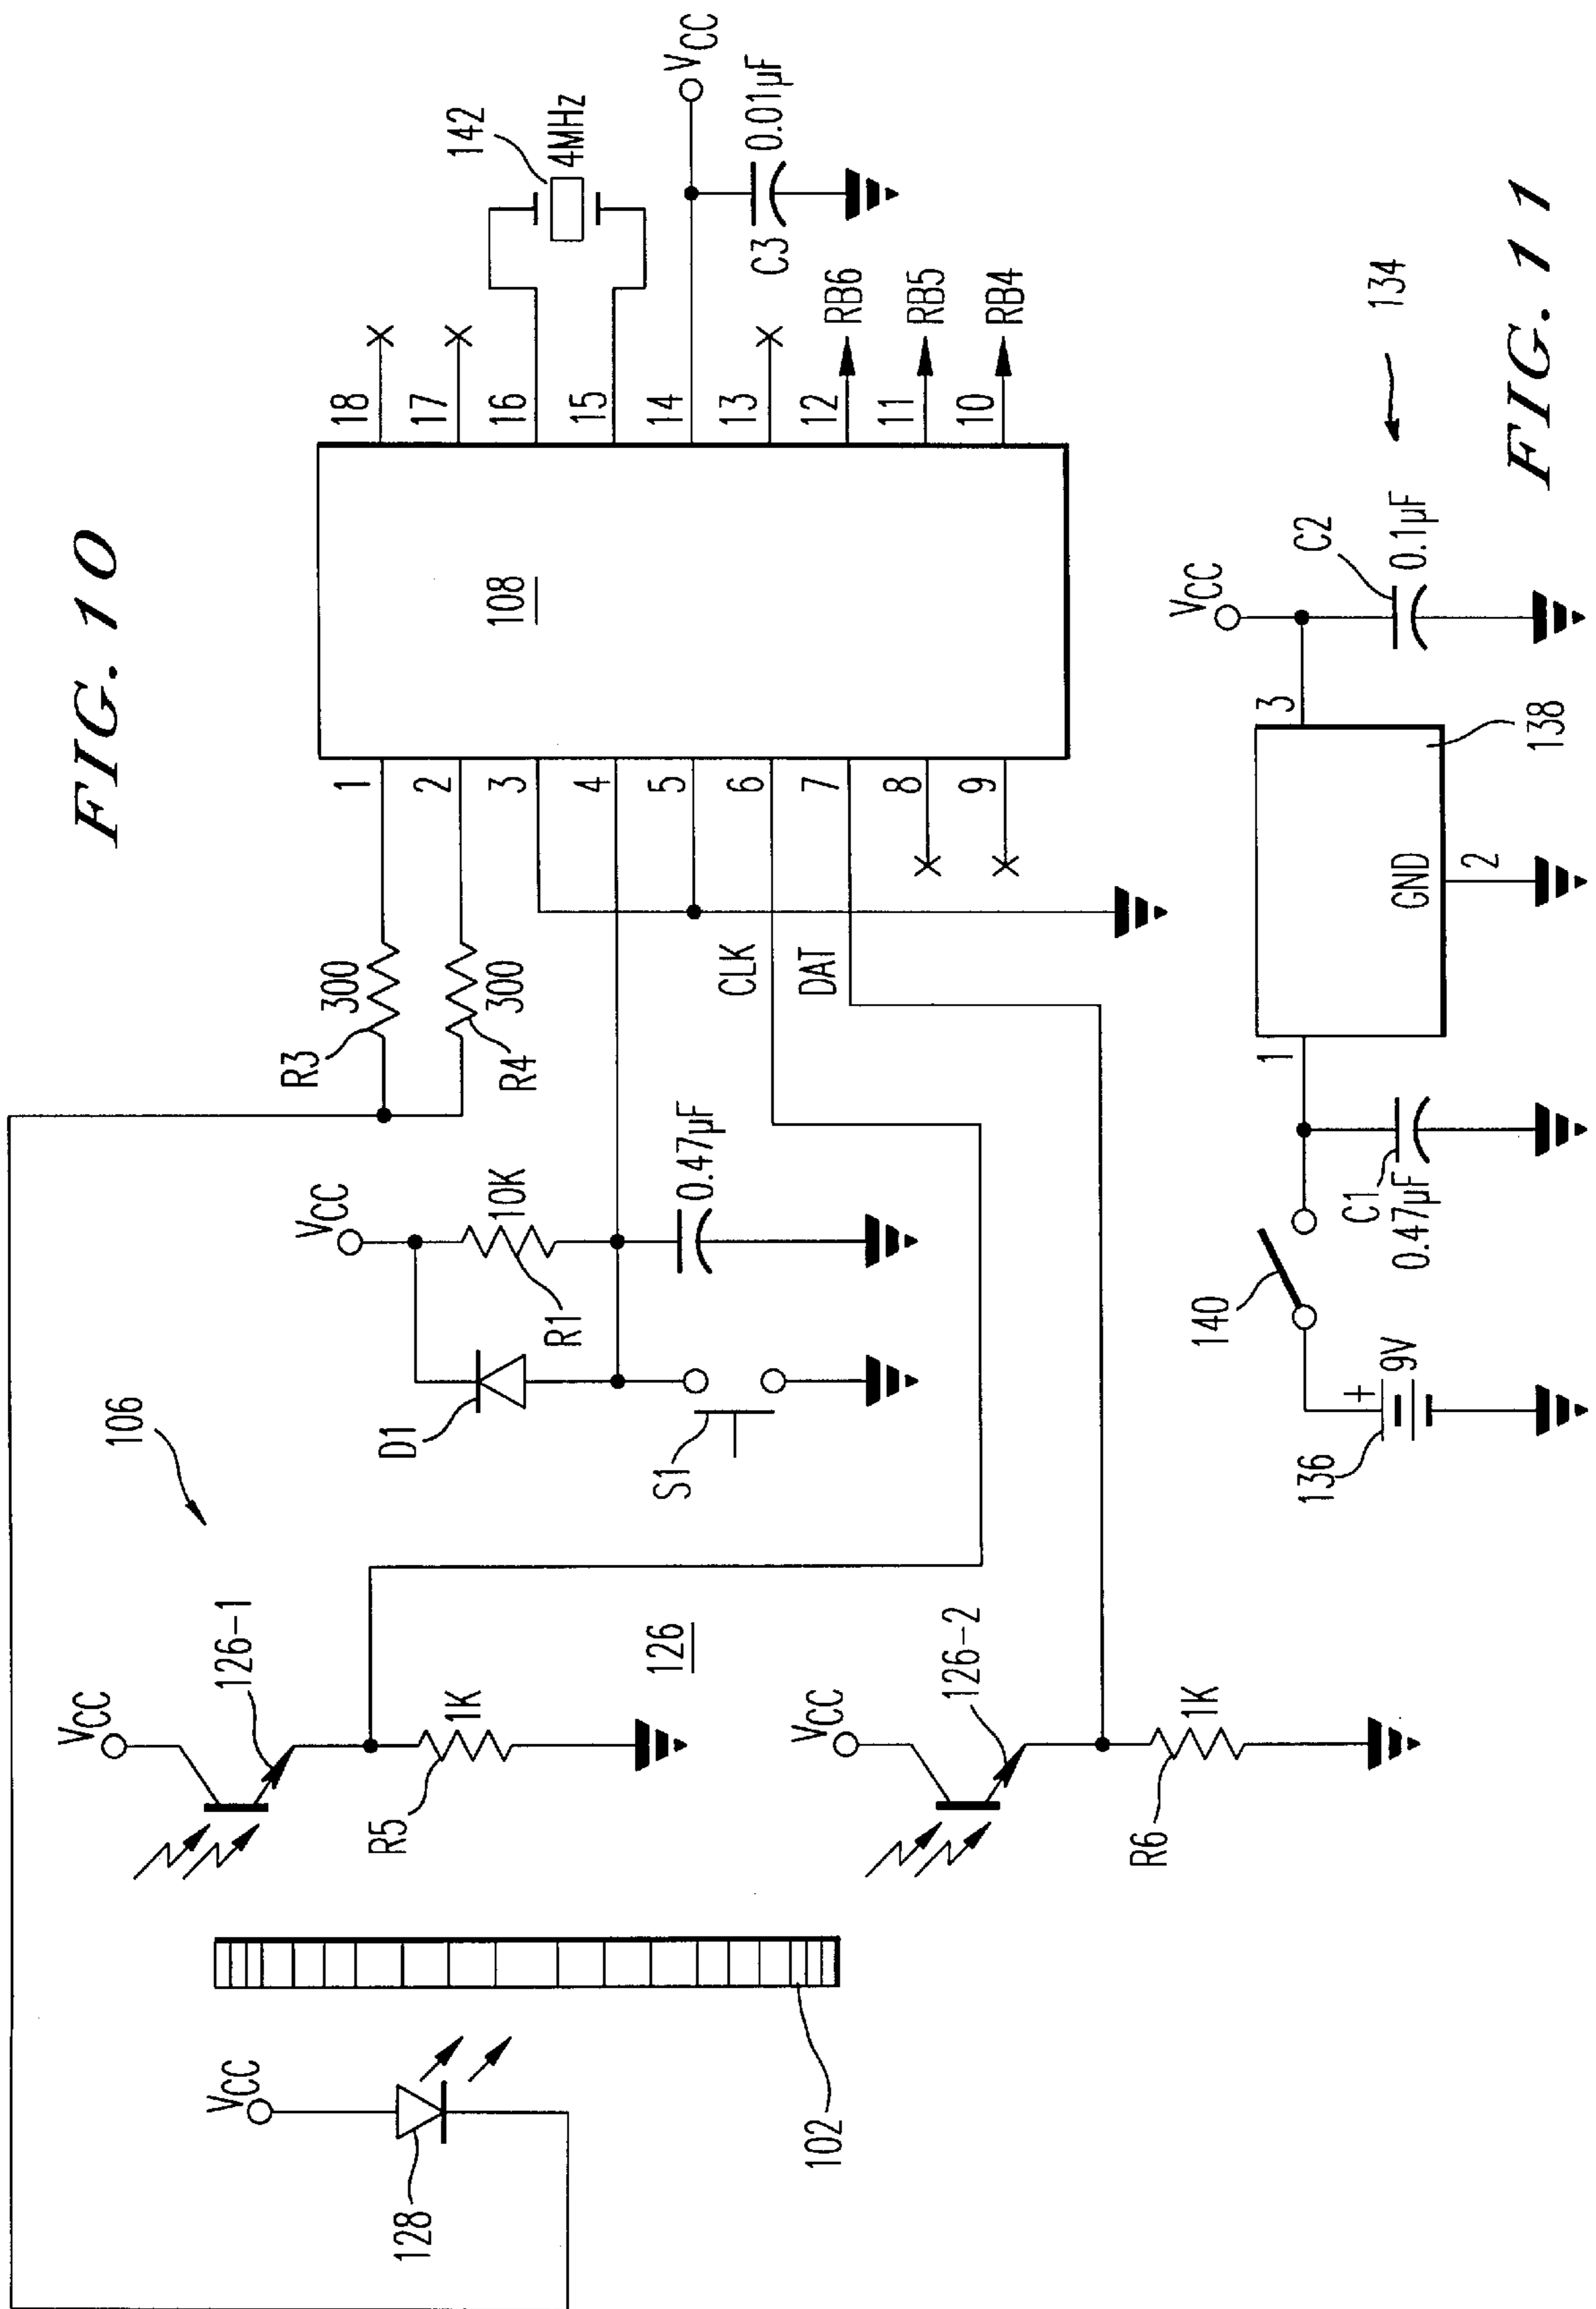 FIG. 10
106
VCC
128
102
VCC
126-1
R5
1K
126
VCC
126-2
R6
1K
R3
300
300
R4
VCC
D1
10K
R1
S1
0.47µF
CLK
DAT
1
2
3
4
5
6
7
8
9
108
18
17
16
15
14
13
12
11
10
142
4MHz
VCC
C3
0.01µF
RB6
RB5
RB4
FIG. 11
134
136
+
9V
140
C1
0.47µF
1
GND
2
3
138
VCC
C2
0.1µF